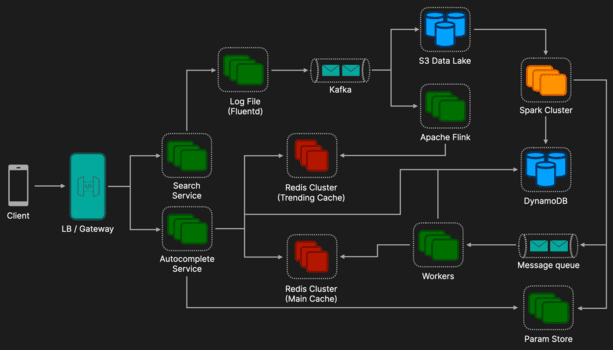 S3 Data Lake
Log File
(Fluentd)
Kafka
Spark Cluster
Apache Flink
Search
Service
Redis Cluster
(Trending Cache)
DynamoDB
Client
LB / Gateway
Autocomplete
Service
Redis Cluster
(Main Cache)
Workers
Message queue
Param Store